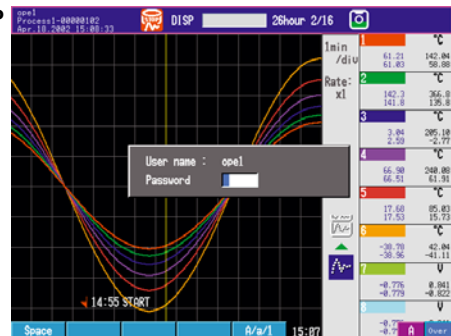 ope1
Process1-00000102
Apr.18.2002 15:08:33
DISP
26hour 2/16
1min
/div
Rate:
x1
1 °C
61.21 142.04
61.03 58.88
2 °C
142.3 366.8
141.8 135.8
3 °C
3.04 205.10
2.59 -2.77
4 °C
66.90 240.08
66.51 61.91
5 °C
17.68 85.03
17.53 15.73
6 °C
-38.78 42.04
-38.96 -41.11
7 V
-0.776 0.841
-0.779 -0.822
8 V
User name : ope1
Password
14:55 START
Space
A/a/1
15:07
A
Over